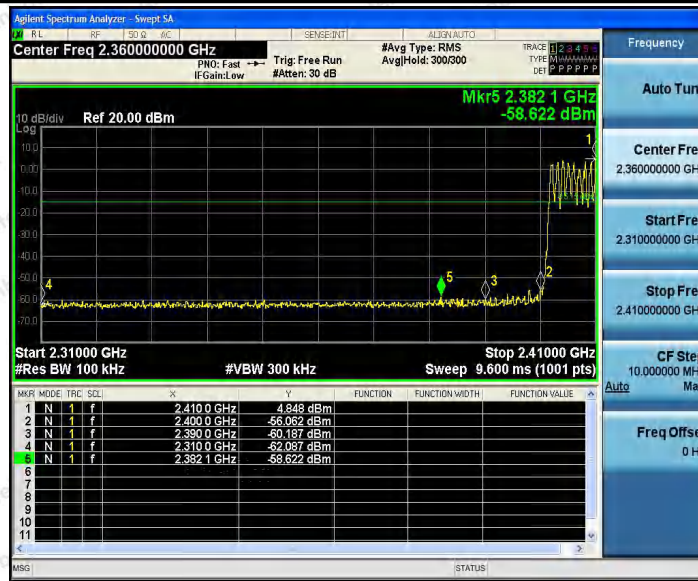 Agilent Spectrum Analyzer - Swept SA
RL RF 50 Ω AC SENSE:INT ALIGN AUTO
Center Freq 2.360000000 GHz
PNO: Fast
IFGain:Low
Trig: Free Run
#Atten: 30 dB
#Avg Type: RMS
Avg|Hold: 300/300
TRACE 1 2 3 4 5 6
TYPE M
DET P P P P P P
Mkr5 2.382 1 GHz
-58.622 dBm
10 dB/div Ref 20.00 dBm
Log
10.0
0.00
-10.0
-20.0
-30.0
-40.0
-50.0
-60.0
-70.0
1
2
3
4
5
Start 2.31000 GHz Stop 2.41000 GHz
#Res BW 100 kHz #VBW 300 kHz Sweep 9.600 ms (1001 pts)
MKR MODE TRC SCL X Y FUNCTION FUNCTION WIDTH FUNCTION VALUE
1 N 1 f 2.410 0 GHz 4.848 dBm
2 N 1 f 2.400 0 GHz -56.062 dBm
3 N 1 f 2.390 0 GHz -60.187 dBm
4 N 1 f 2.310 0 GHz -62.087 dBm
5 N 1 f 2.382 1 GHz -58.622 dBm
6
7
8
9
10
11
MSG STATUS
Frequency
Auto Tun
Center Fre
2.360000000 GH
Start Fre
2.310000000 GH
Stop Fre
2.410000000 GH
CF Ste
10.000000 MH
Auto Ma
Freq Offse
0 H